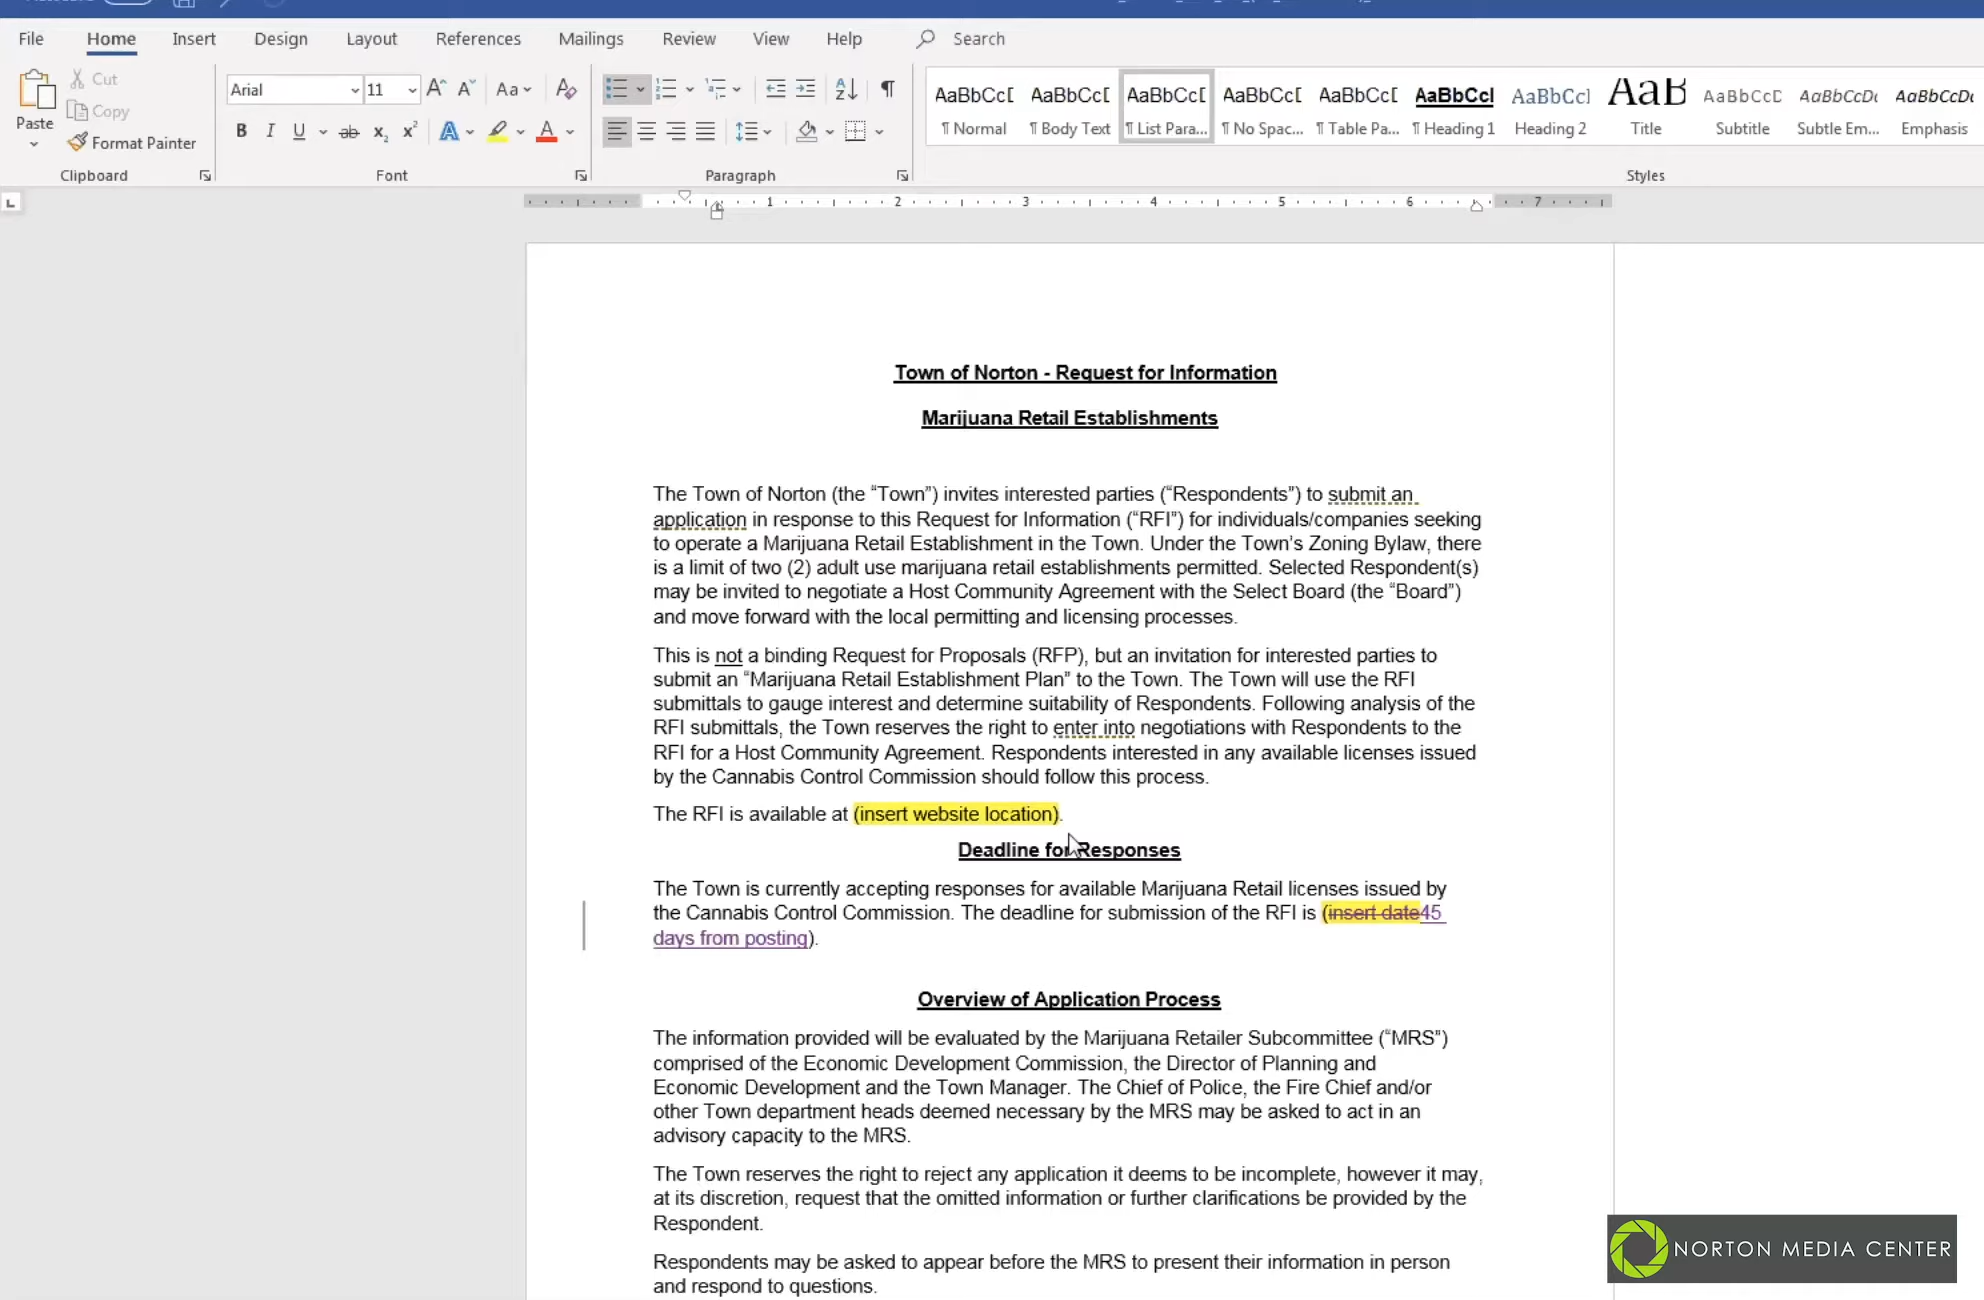 File Home Insert Design Layout References Mailings Review View Help Search
Paste
Cut
Copy
Format Painter
Clipboard
Arial 11
Font
Paragraph
AaBbCcD AaBbCcD AaBbCcD AaBbCcD AaBbCcD AaBbCcI AaBbCcI AaB AaBbCcD AaBbCcDc AaBbCcDc
¶ Normal ¶ Body Text ¶ List Para... ¶ No Spac... ¶ Table Pa... ¶ Heading 1 Heading 2 Title Subtitle Subtle Em... Emphasis
Styles
1 2 3 4 5 6 7
Town of Norton - Request for Information
Marijuana Retail Establishments
The Town of Norton (the “Town”) invites interested parties (“Respondents”) to submit an
application in response to this Request for Information (“RFI”) for individuals/companies seeking
to operate a Marijuana Retail Establishment in the Town. Under the Town’s Zoning Bylaw, there
is a limit of two (2) adult use marijuana retail establishments permitted. Selected Respondent(s)
may be invited to negotiate a Host Community Agreement with the Select Board (the “Board”)
and move forward with the local permitting and licensing processes.
This is not a binding Request for Proposals (RFP), but an invitation for interested parties to
submit an “Marijuana Retail Establishment Plan” to the Town. The Town will use the RFI
submittals to gauge interest and determine suitability of Respondents. Following analysis of the
RFI submittals, the Town reserves the right to enter into negotiations with Respondents to the
RFI for a Host Community Agreement. Respondents interested in any available licenses issued
by the Cannabis Control Commission should follow this process.
The RFI is available at (insert website location).
Deadline for Responses
The Town is currently accepting responses for available Marijuana Retail licenses issued by
the Cannabis Control Commission. The deadline for submission of the RFI is (insert date45
days from posting).
Overview of Application Process
The information provided will be evaluated by the Marijuana Retailer Subcommittee (“MRS”)
comprised of the Economic Development Commission, the Director of Planning and
Economic Development and the Town Manager. The Chief of Police, the Fire Chief and/or
other Town department heads deemed necessary by the MRS may be asked to act in an
advisory capacity to the MRS.
The Town reserves the right to reject any application it deems to be incomplete, however it may,
at its discretion, request that the omitted information or further clarifications be provided by the
Respondent.
Respondents may be asked to appear before the MRS to present their information in person
and respond to questions.
NORTON MEDIA CENTER